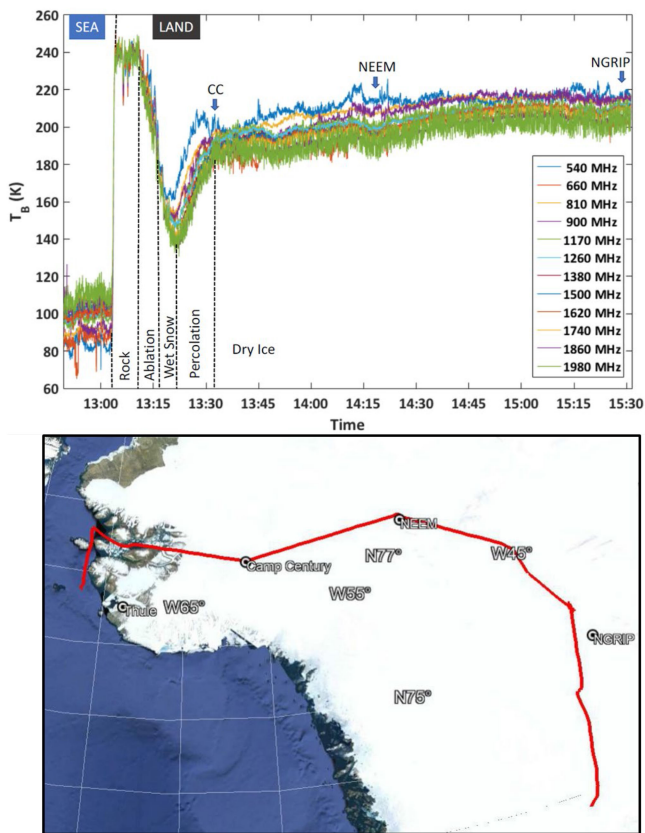 260
240
220
200
180
160
140
120
100
80
60
T_B (K)
SEA
LAND
CC
NEEM
NGRIP
540 MHz
660 MHz
810 MHz
900 MHz
1170 MHz
1260 MHz
1380 MHz
1500 MHz
1620 MHz
1740 MHz
1860 MHz
1980 MHz
Rock
Ablation
Wet Snow
Percolation
Dry Ice
13:00
13:15
13:30
13:45
14:00
14:15
14:30
14:45
15:00
15:15
15:30
Time
NEEM
N77°
W45°
Camp Century
W55°
Thule
W65°
NGRIP
N75°